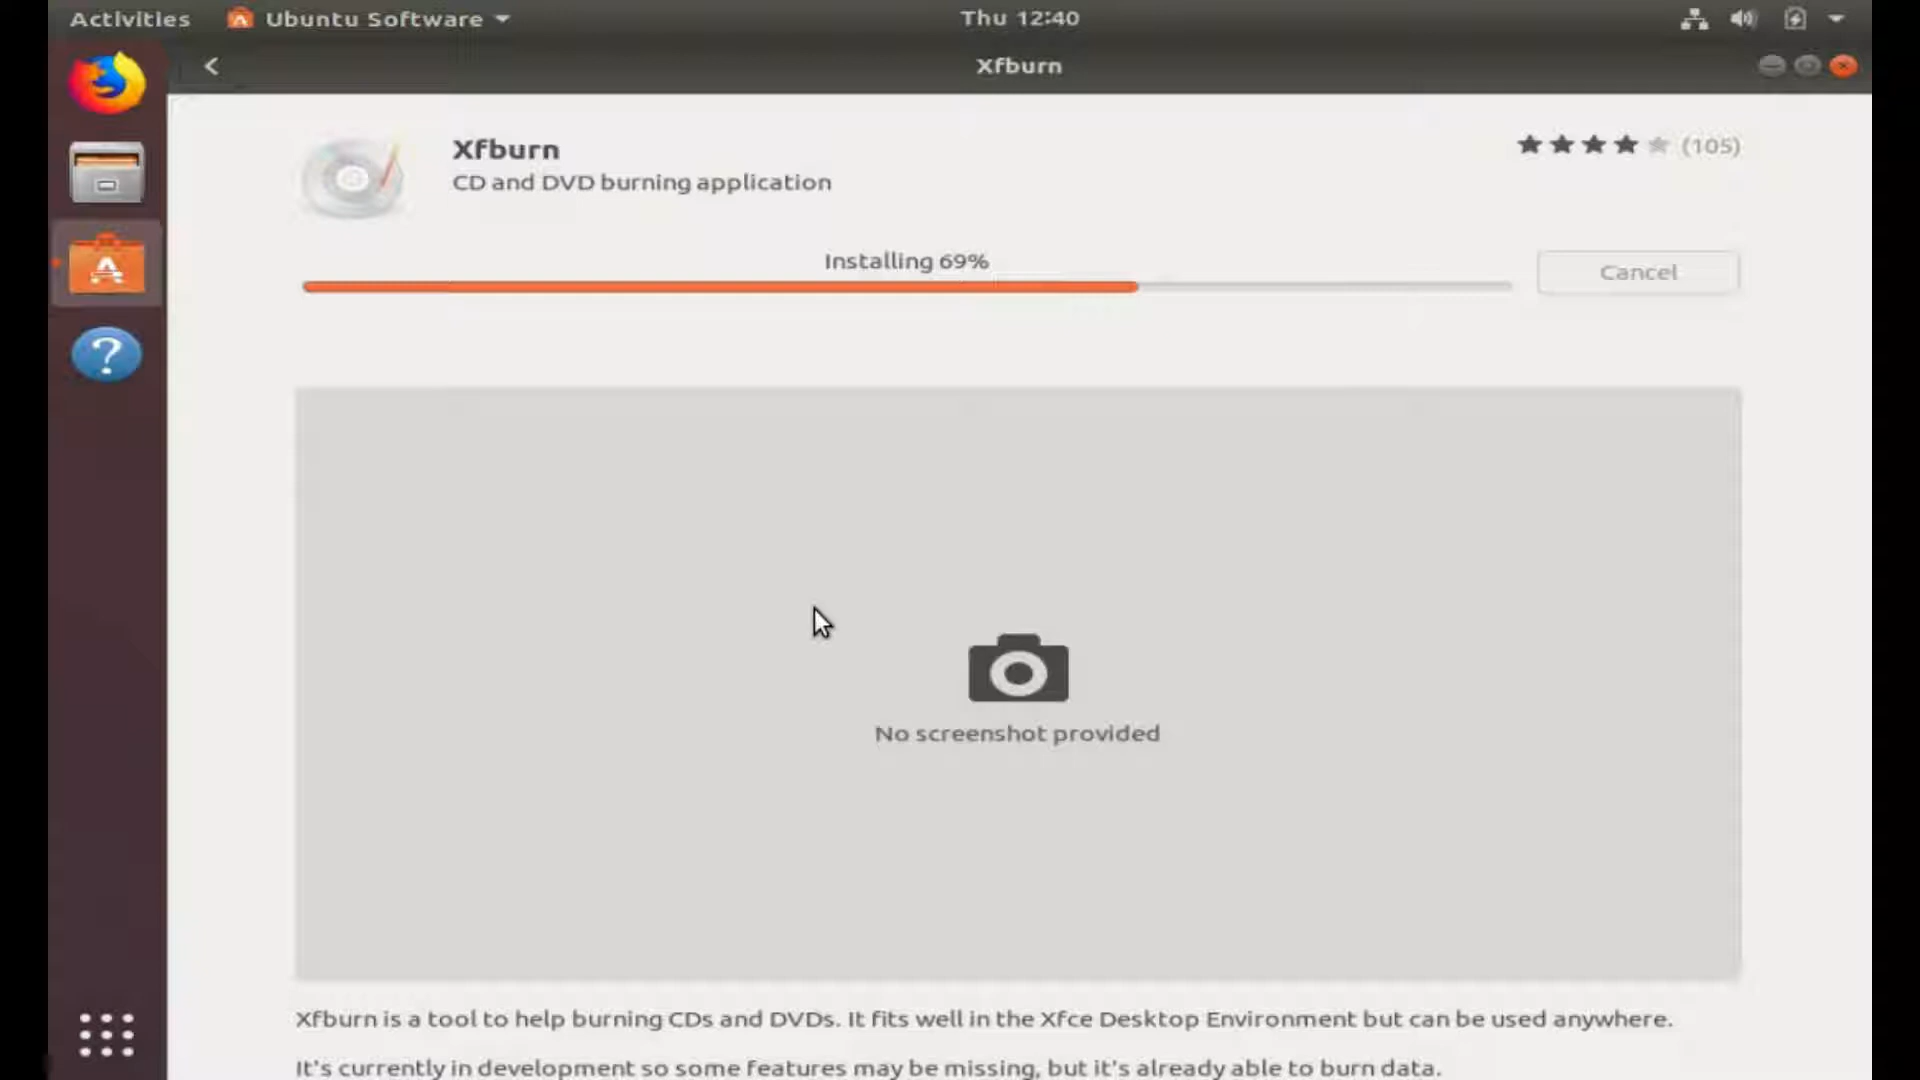 Activities Ubuntu Software Thu 12:40
Xfburn
Xfburn (105)
CD and DVD burning application
Installing 69%
Cancel
No screenshot provided
Xfburn is a tool to help burning CDs and DVDs. It fits well in the Xfce Desktop Environment but can be used anywhere.
It's currently in development so some features may be missing, but it's already able to burn data.